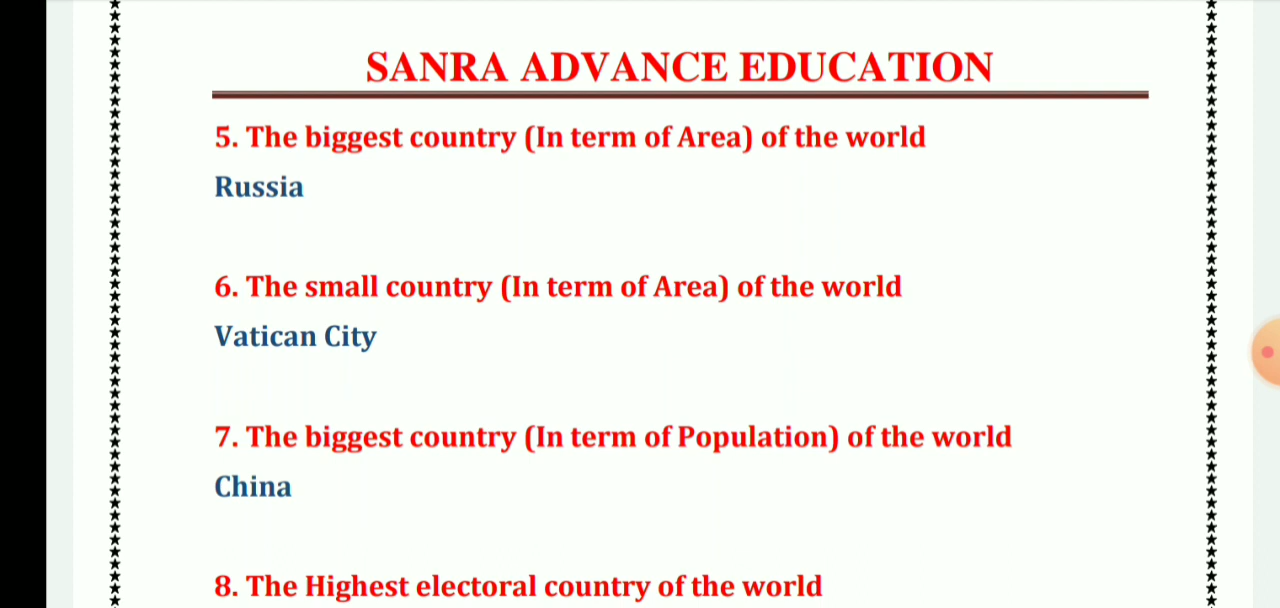 SANRA ADVANCE EDUCATION
5. The biggest country (In term of Area) of the world
Russia
6. The small country (In term of Area) of the world
Vatican City
7. The biggest country (In term of Population) of the world
China
8. The Highest electoral country of the world